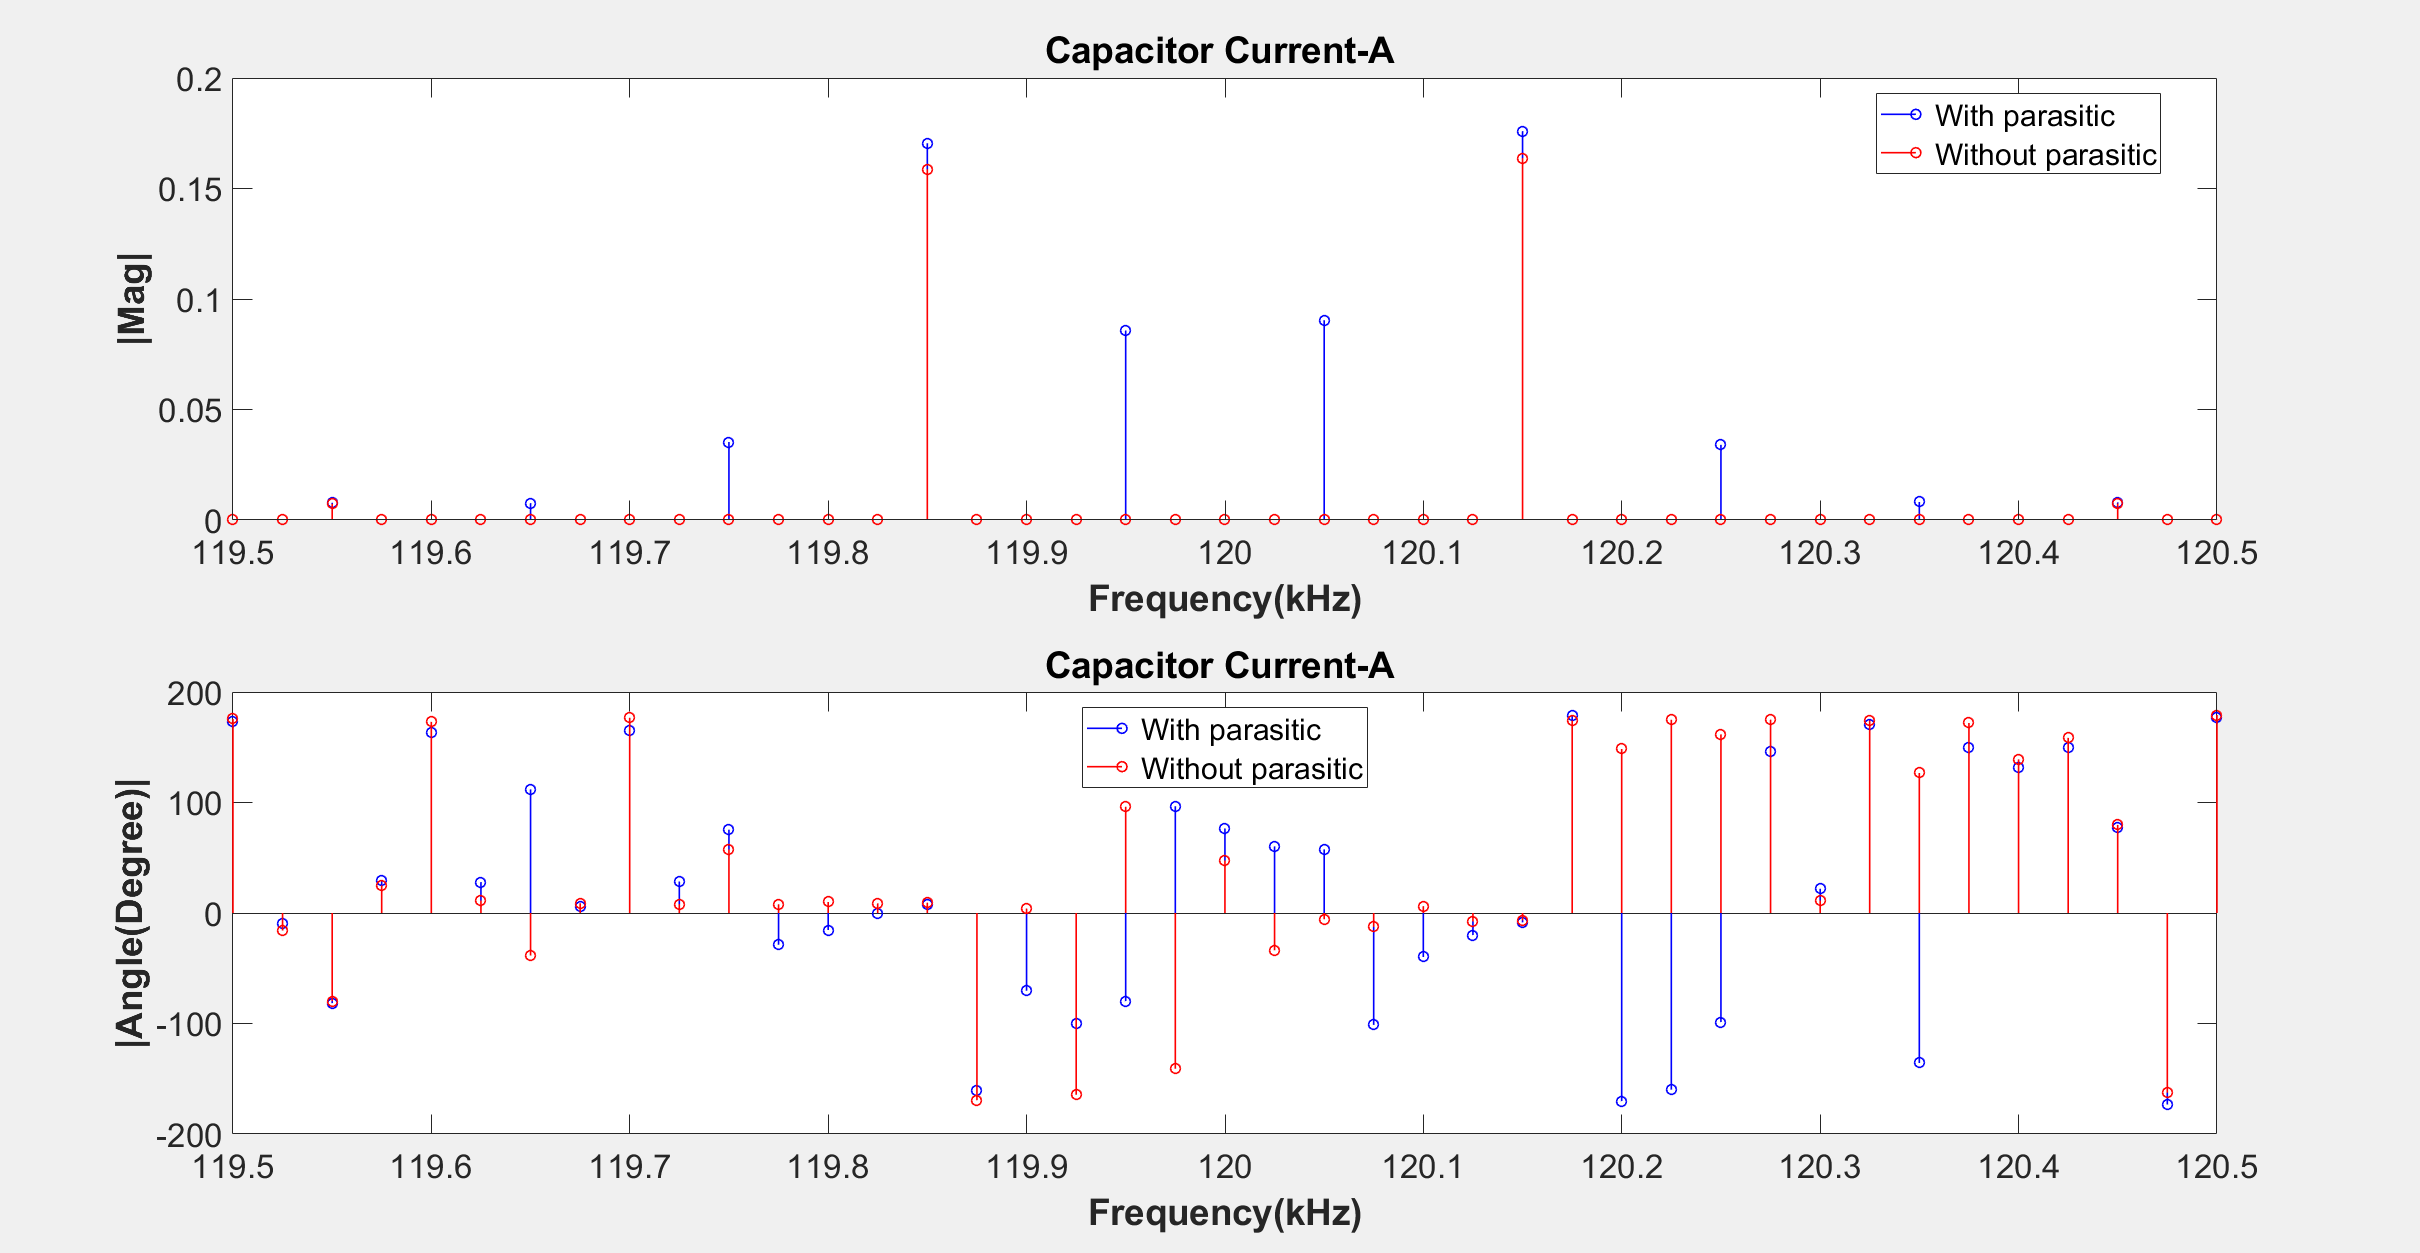 Capacitor Current-A
0.2
0.15
0.1
0.05
0
|Mag|
With parasitic
Without parasitic
119.5 119.6 119.7 119.8 119.9 120 120.1 120.2 120.3 120.4 120.5
Frequency(kHz)
Capacitor Current-A
200
100
0
-100
-200
|Angle(Degree)|
With parasitic
Without parasitic
119.5 119.6 119.7 119.8 119.9 120 120.1 120.2 120.3 120.4 120.5
Frequency(kHz)